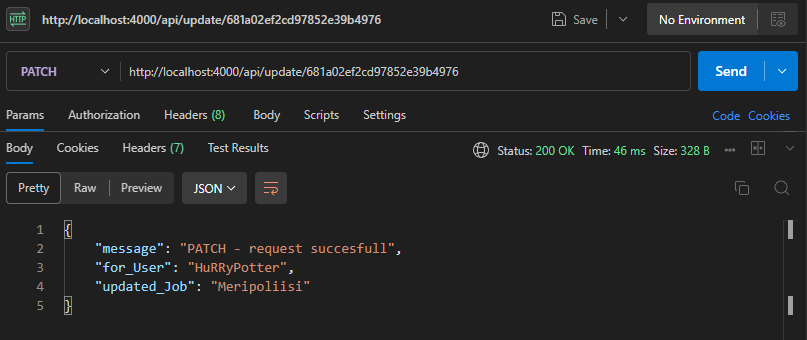 HTTP http://localhost:4000/api/update/681a02ef2cd97852e39b4976 Save No Environment
PATCH http://localhost:4000/api/update/681a02ef2cd97852e39b4976 Send
Params Authorization Headers (8) Body Scripts Settings Code Cookies
Body Cookies Headers (7) Test Results Status: 200 OK Time: 46 ms Size: 328 B
Pretty Raw Preview JSON
1 {
2 "message": "PATCH - request succesfull",
3 "for_User": "HuRRyPotter",
4 "updated_Job": "Meripoliisi"
5 }